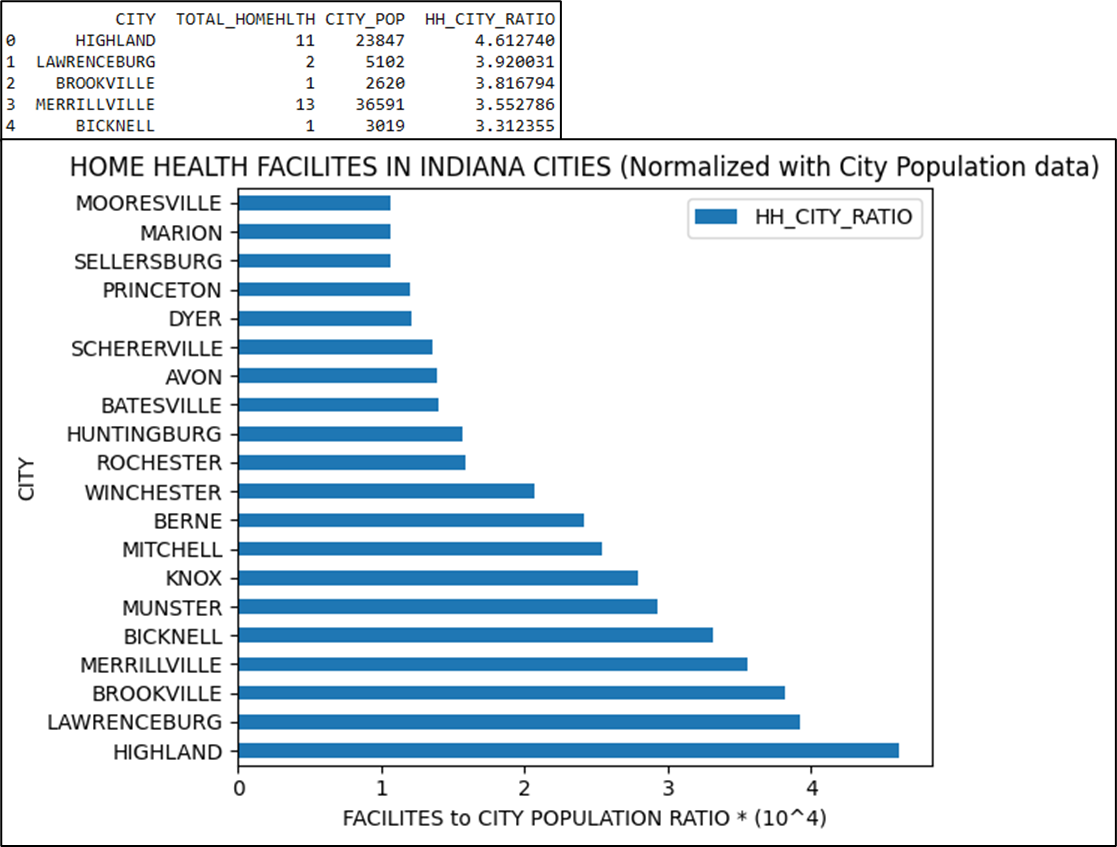 CITY TOTAL_HOMEHLTH CITY_POP HH_CITY_RATIO
0 HIGHLAND 11 23847 4.612740
1 LAWRENCEBURG 2 5102 3.920031
2 BROOKVILLE 1 2620 3.816794
3 MERRILLVILLE 13 36591 3.552786
4 BICKNELL 1 3019 3.312355
HOME HEALTH FACILITES IN INDIANA CITIES (Normalized with City Population data)
HH_CITY_RATIO
CITY
MOORESVILLE
MARION
SELLERSBURG
PRINCETON
DYER
SCHERERVILLE
AVON
BATESVILLE
HUNTINGBURG
ROCHESTER
WINCHESTER
BERNE
MITCHELL
KNOX
MUNSTER
BICKNELL
MERRILLVILLE
BROOKVILLE
LAWRENCEBURG
HIGHLAND
0 1 2 3 4
FACILITES to CITY POPULATION RATIO * (10^4)